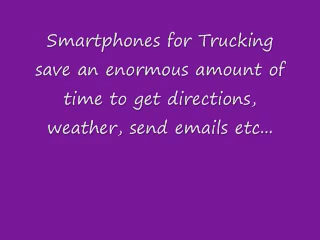 Smartphones for Trucking
save an enormous amount of
time to get directions,
weather, send emails etc...